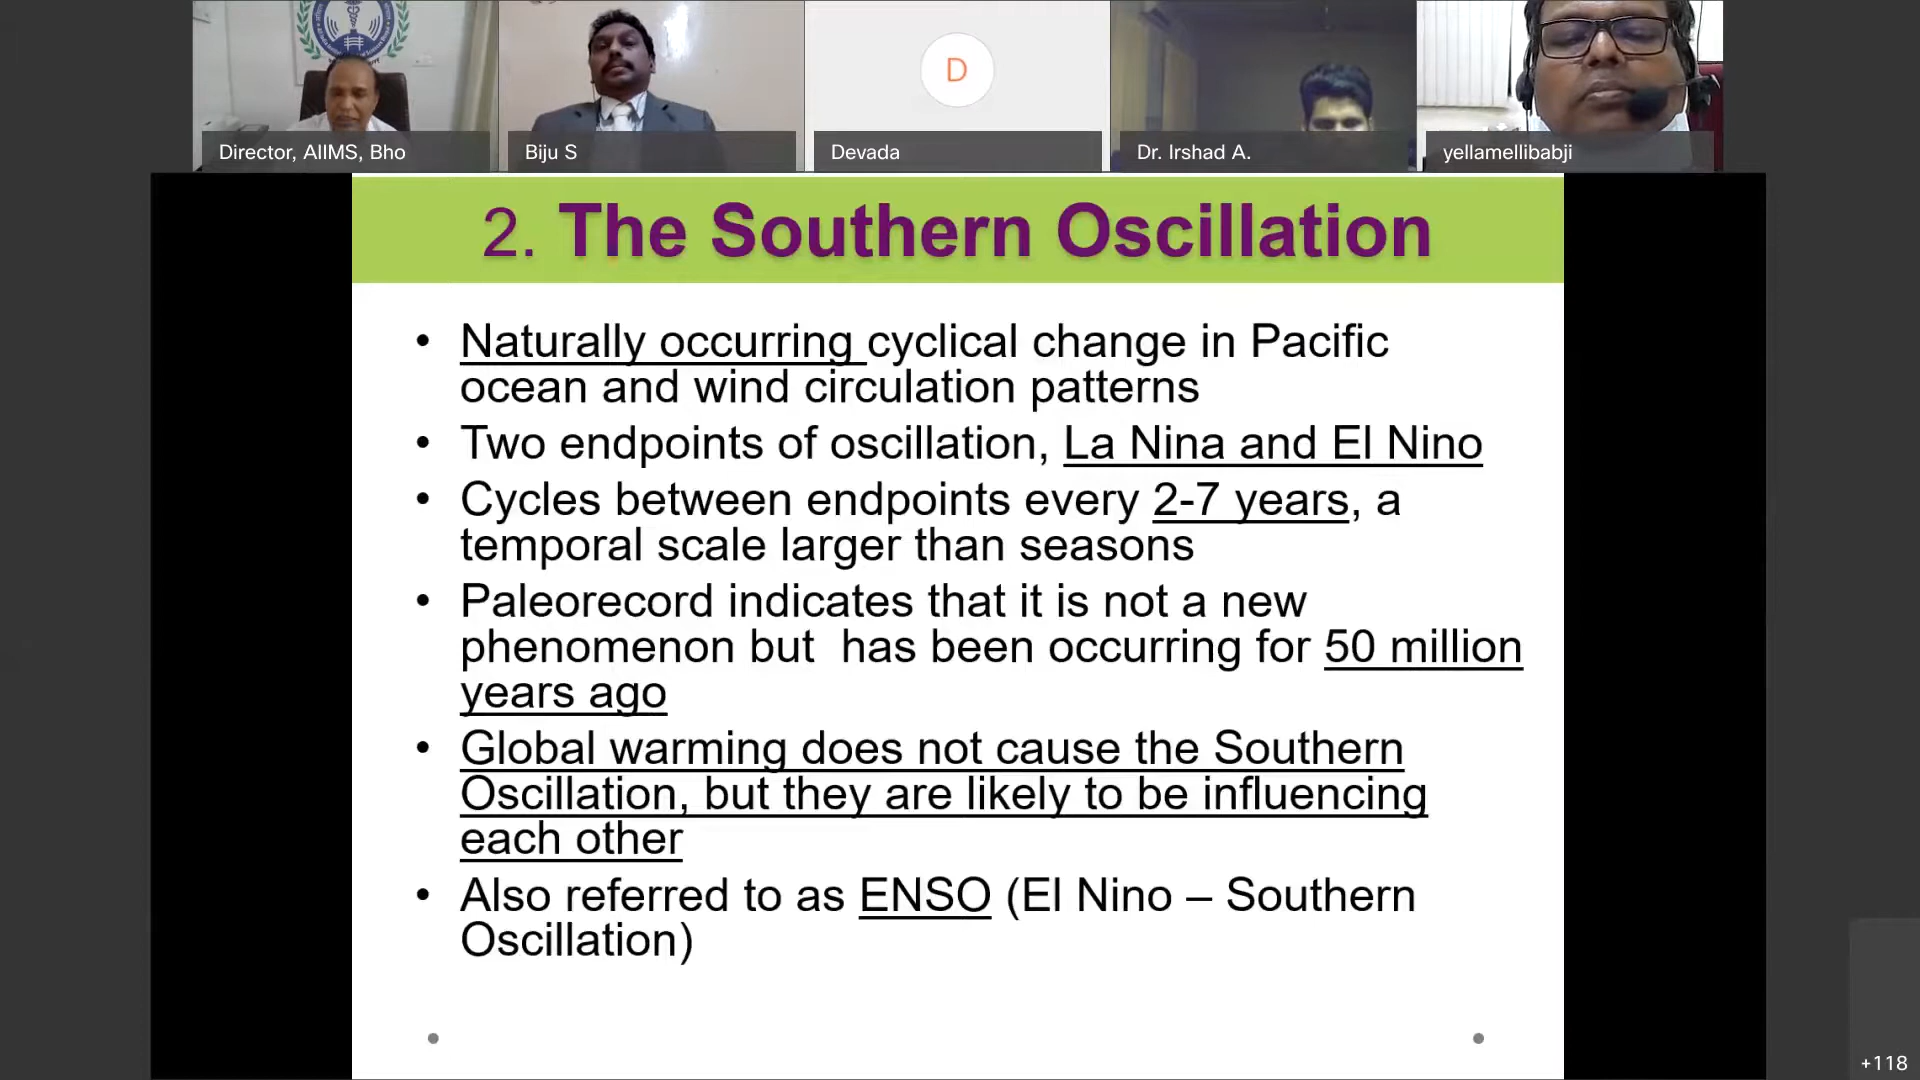 Director, AIIMS, Bho
Biju S
D
Devada
Dr. Irshad A.
yellamellibabji
2. The Southern Oscillation
• Naturally occurring cyclical change in Pacific
ocean and wind circulation patterns
• Two endpoints of oscillation, La Nina and El Nino
• Cycles between endpoints every 2-7 years, a
temporal scale larger than seasons
• Paleorecord indicates that it is not a new
phenomenon but  has been occurring for 50 million
years ago
• Global warming does not cause the Southern
Oscillation, but they are likely to be influencing
each other
• Also referred to as ENSO (El Nino – Southern
Oscillation)
+118